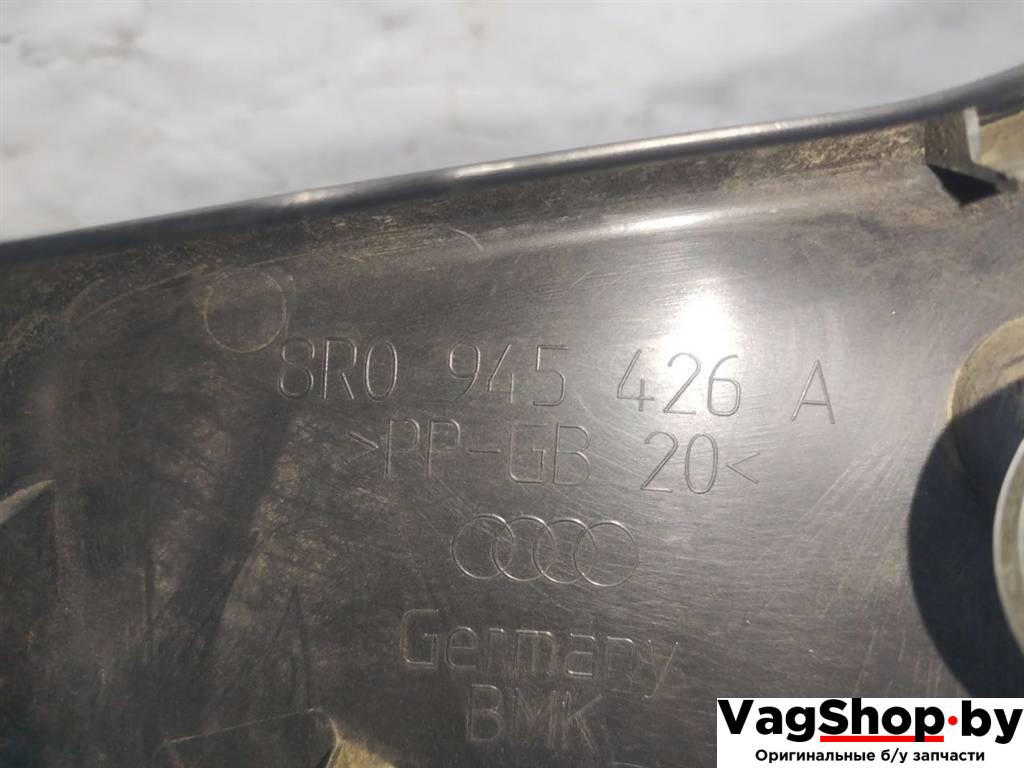 8R0 945 426 A
>PP-GB 20<
Germany
BMK
VagShop.by
Оригинальные б/у запчасти